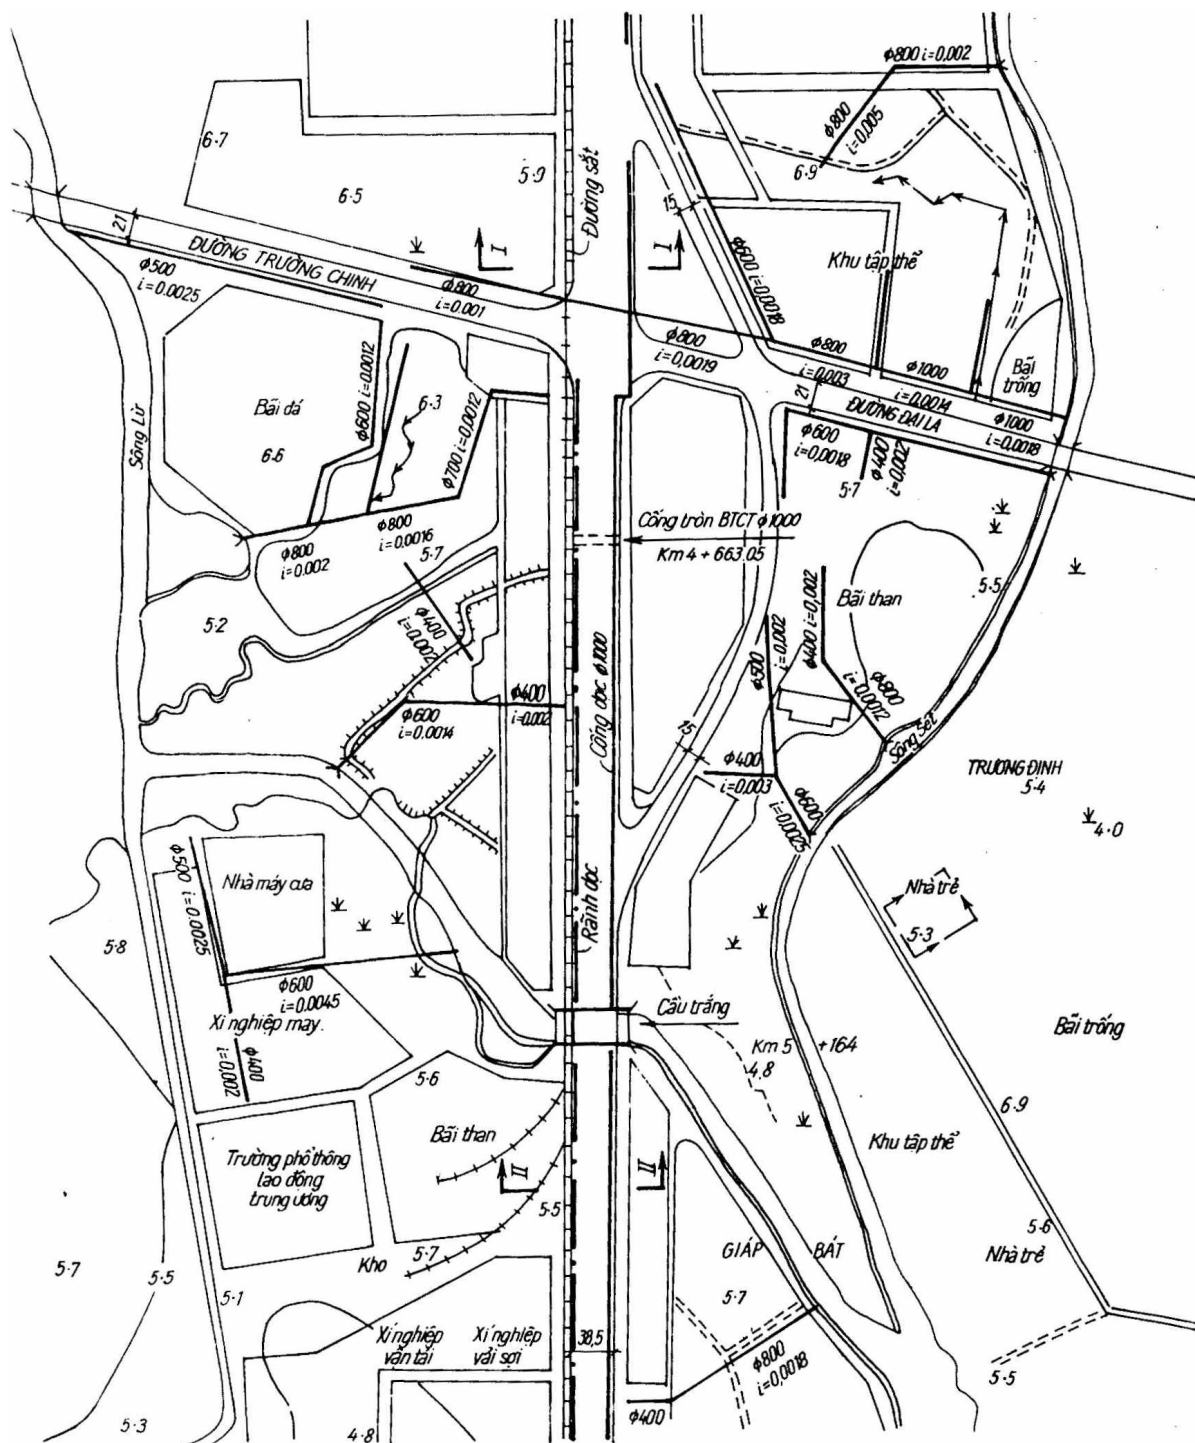 ϕ800 i=0,002
ϕ800
i=0,005
6.7
5.9
6.9
6.5
Đường sắt
15
21
ĐƯỜNG TRƯỜNG CHINH
I
I
Khu tập thể
ϕ500
i=0.0025
ϕ800
i=0.001
ϕ600 i=0,0018
ϕ800
i=0,0019
ϕ800
i=0,003
ϕ1000
i=0,0014
Bãi
trống
ϕ1000
i=0,0018
21
ĐƯỜNG ĐẠI LA
ϕ600 i=0.0012
6.3
Bãi đá
6.6
Sông Lừ
ϕ700 i=0,0012
ϕ600
i=0,0018
ϕ400
i=0,002
5.7
ϕ800
i=0.0016
Cống tròn BTCT ϕ1000
Km 4 + 663.05
ϕ800
i=0.002
5.7
5.5
Bãi than
5.2
ϕ400
i=0.002
ϕ500
i=0,002
ϕ400 i=0,002
ϕ800
i=0.0012
ϕ400
i=0.002
ϕ600
i=0.0014
Cống dọc ϕ1000
15
Sông Sét
ϕ400
i=0,003
TRƯƠNG ĐỊNH
5.4
ϕ600
i=0.0025
4.0
ϕ500 i=0.0025
Nhà máy cưa
Nhà trẻ
5.3
5.8
Rãnh dọc
ϕ600
i=0.0045
Xí nghiệp may
Cầu trắng
Bãi trống
Km 5 +164
4.8
ϕ400
i=0.002
5.6
6.9
Bãi than
Khu tập thể
Trường phổ thông
lao động
trung ương
II
II
5.5
5.6
5.7
5.5
Kho
5.7
GIÁP BÁT
Nhà trẻ
5.1
5.7
Xí nghiệp
vận tải
Xí nghiệp
vải sợi
38,5
ϕ800
i=0,0018
5.5
ϕ400
5.3
4.8